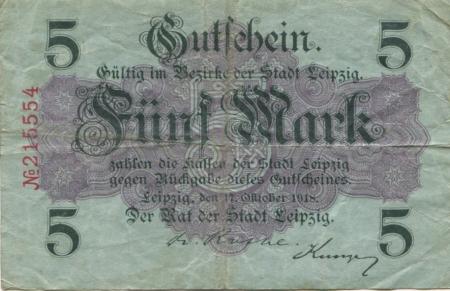 5 Gutschein. 5
Gültig im Bezirke der Stadt Leipzig.
Fünf Mark
№215554
zahlen die Kassen der Stadt Leipzig
gegen Rückgabe dieses Gutscheines.
Leipzig, den 17. Oktober 1918.
5 Der Rat der Stadt Leipzig. 5